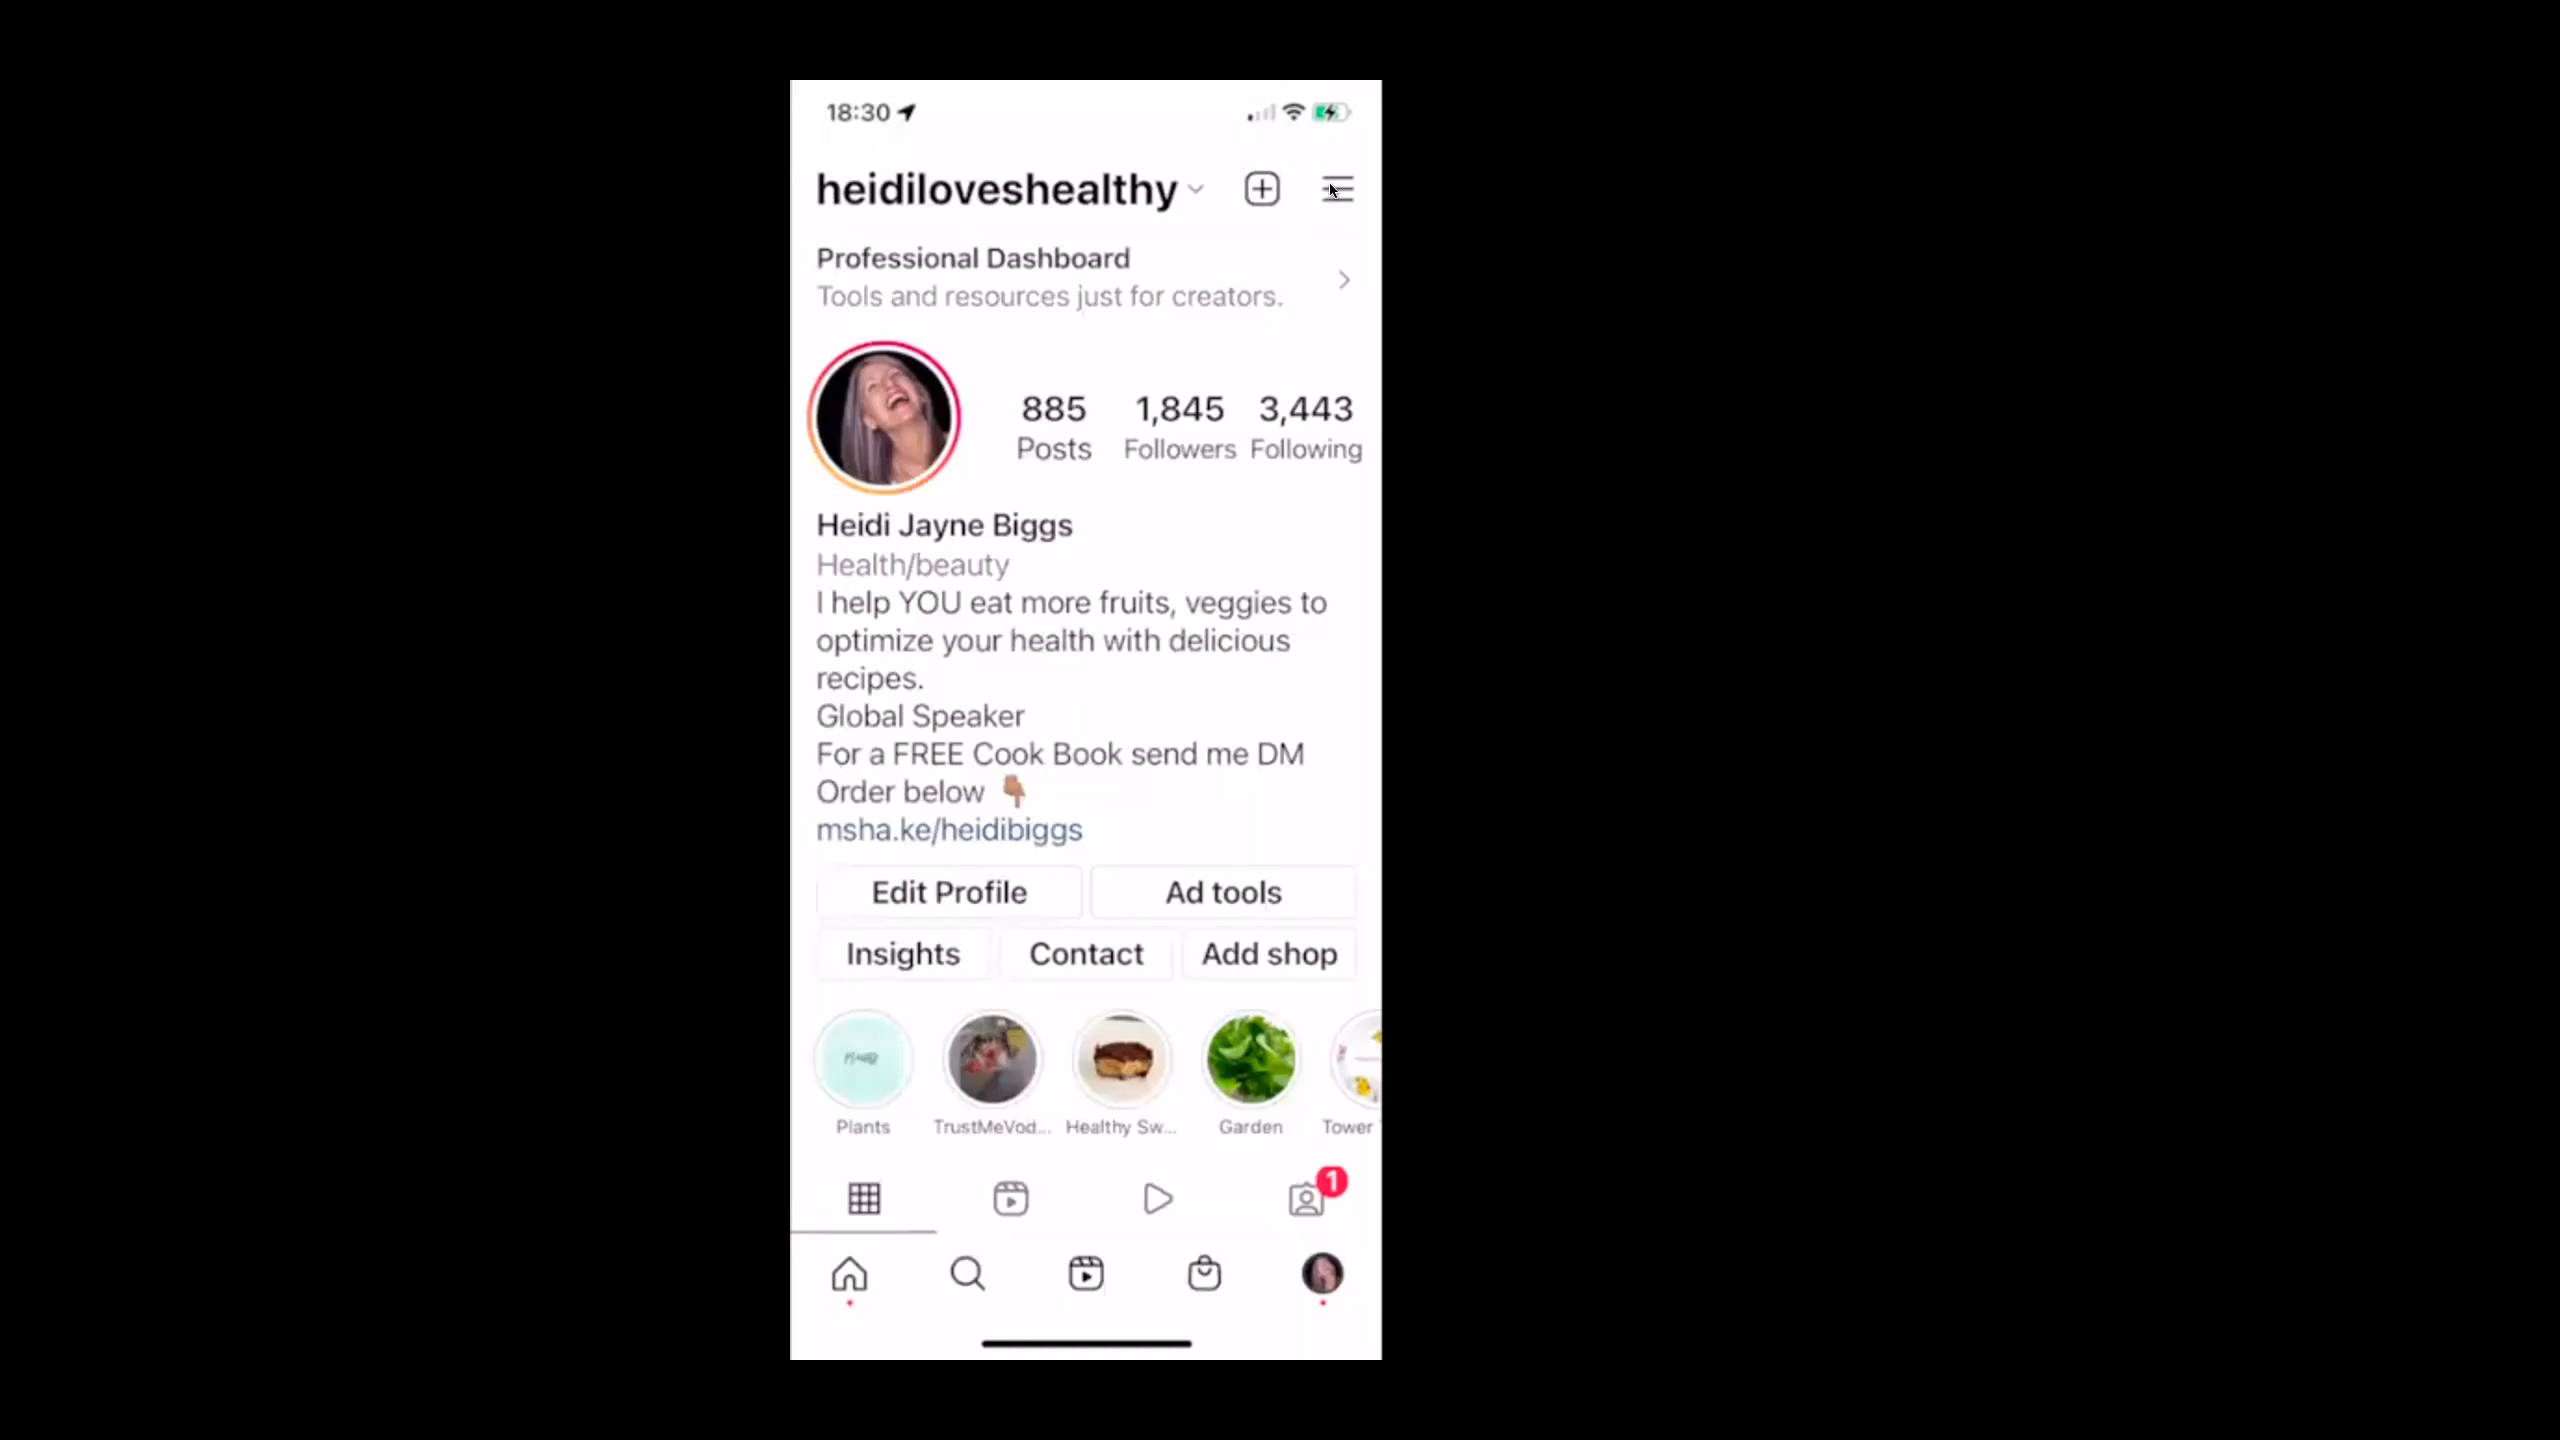 18:30
heidiloveshealthy
Professional Dashboard
Tools and resources just for creators.
885 1,845 3,443
Posts Followers Following
Heidi Jayne Biggs
Health/beauty
I help YOU eat more fruits, veggies to
optimize your health with delicious
recipes.
Global Speaker
For a FREE Cook Book send me DM
Order below 👇🏽
msha.ke/heidibiggs
Edit Profile Ad tools
Insights Contact Add shop
Plants TrustMeVod... Healthy Sw... Garden Tower
1